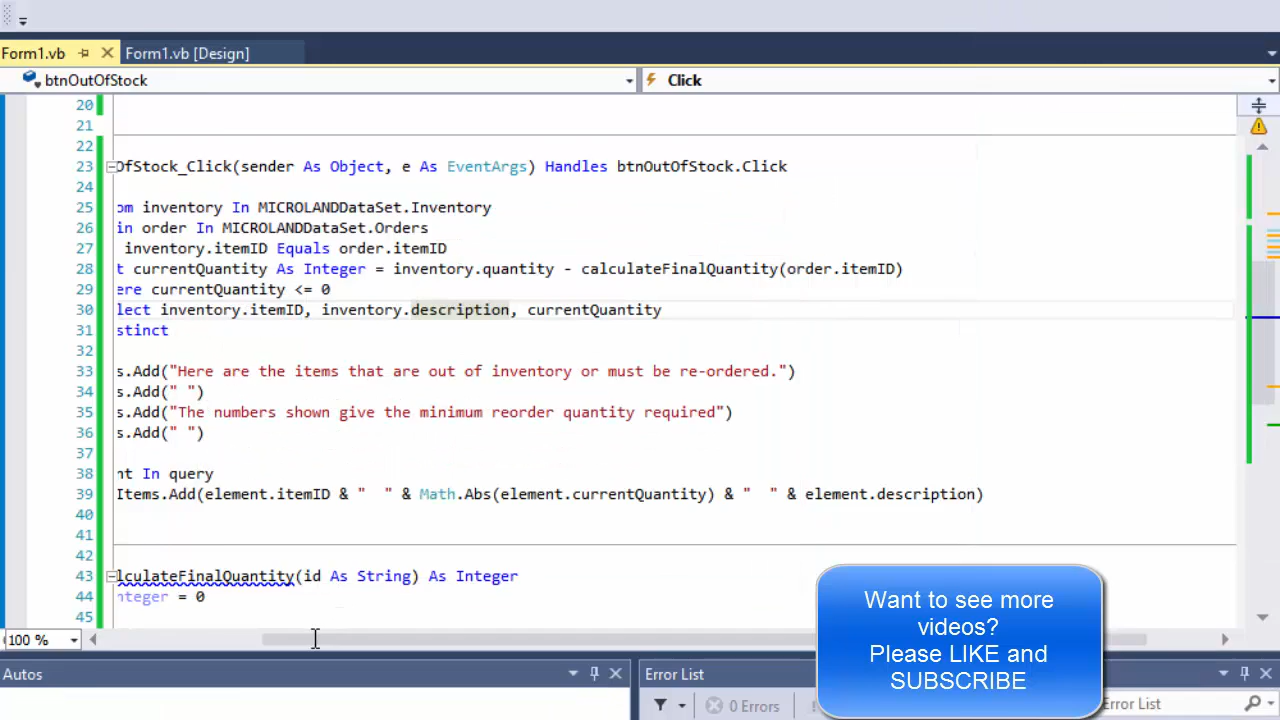 Form1.vb
Form1.vb [Design]
btnOutOfStock
Click
20
21
22
23 OfStock_Click(sender As Object, e As EventArgs) Handles btnOutOfStock.Click
24
25 om inventory In MICROLANDDataSet.Inventory
26 in order In MICROLANDDataSet.Orders
27 inventory.itemID Equals order.itemID
28 t currentQuantity As Integer = inventory.quantity - calculateFinalQuantity(order.itemID)
29 ere currentQuantity <= 0
30 lect inventory.itemID, inventory.description, currentQuantity
31 stinct
32
33 s.Add("Here are the items that are out of inventory or must be re-ordered.")
34 s.Add(" ")
35 s.Add("The numbers shown give the minimum reorder quantity required")
36 s.Add(" ")
37
38 nt In query
39 Items.Add(element.itemID & "  " & Math.Abs(element.currentQuantity) & "  " & element.description)
40
41
42
43 lculateFinalQuantity(id As String) As Integer
44 nteger = 0
45
100 %
Want to see more
videos?
Please LIKE and
SUBSCRIBE
Autos
Error List
0 Errors
Error List